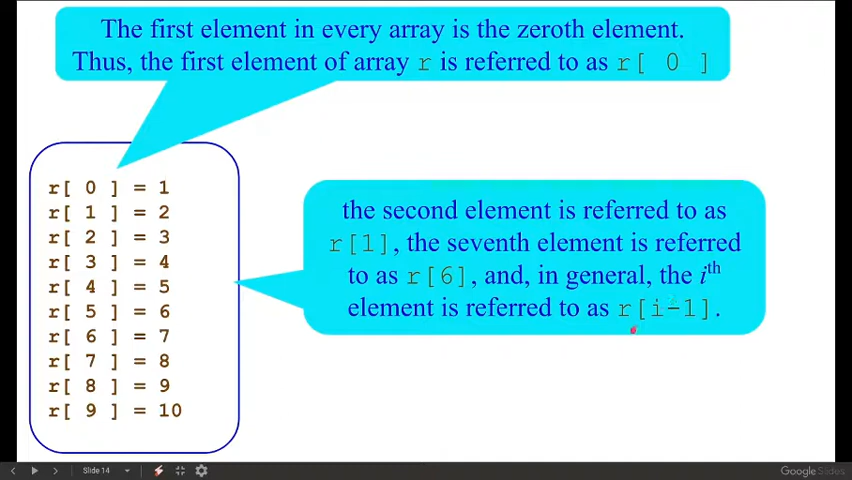 The first element in every array is the zeroth element.
Thus, the first element of array r is referred to as r[ 0 ]
r[ 0 ] = 1
r[ 1 ] = 2
r[ 2 ] = 3
r[ 3 ] = 4
r[ 4 ] = 5
r[ 5 ] = 6
r[ 6 ] = 7
r[ 7 ] = 8
r[ 8 ] = 9
r[ 9 ] = 10
the second element is referred to as
r[1], the seventh element is referred
to as r[6], and, in general, the ith
element is referred to as r[i-1].
Slide 14
Google Slides